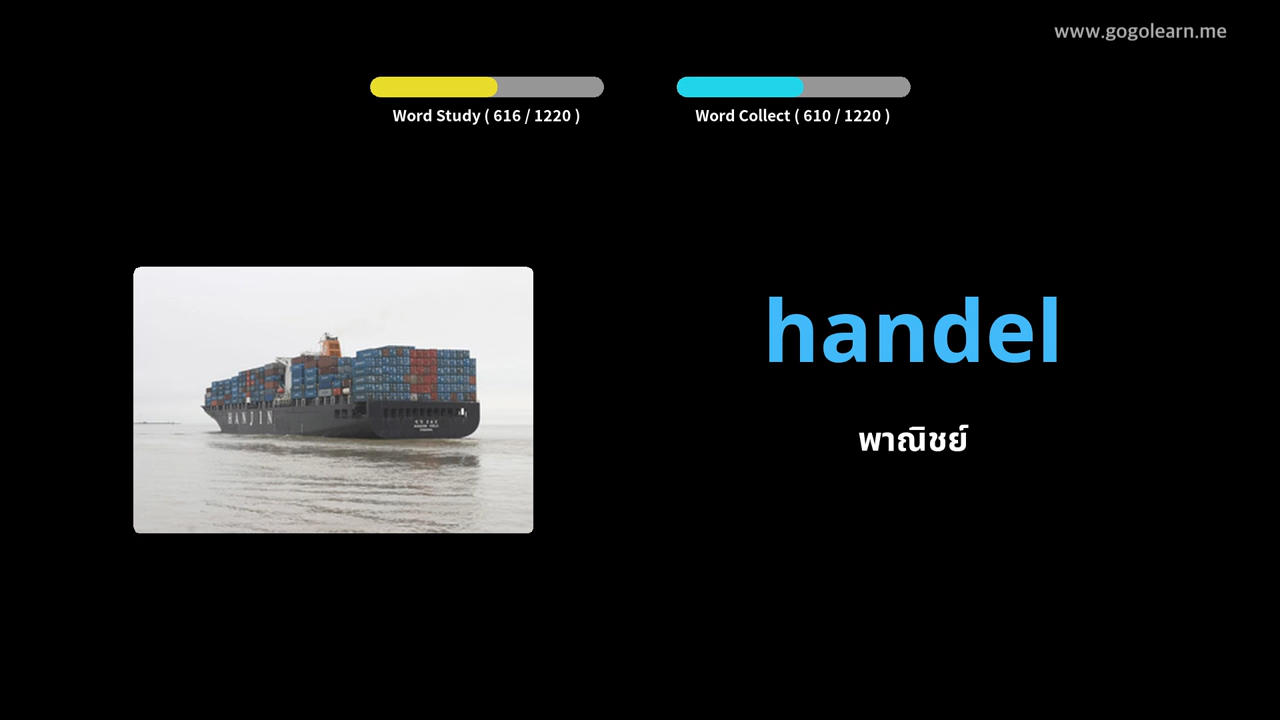 www.gogolearn.me
Word Study ( 616 / 1220 )
Word Collect ( 610 / 1220 )
HANJIN
handel
พาณิชย์